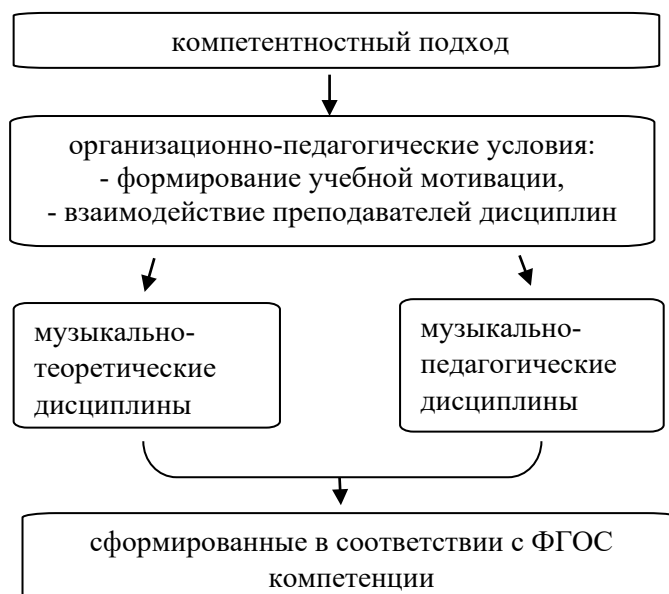 компетентностный подход
организационно-педагогические условия:
- формирование учебной мотивации,
- взаимодействие преподавателей дисциплин
музыкально-
теоретические
дисциплины
музыкально-
педагогические
дисциплины
сформированные в соответствии с ФГОС
компетенции